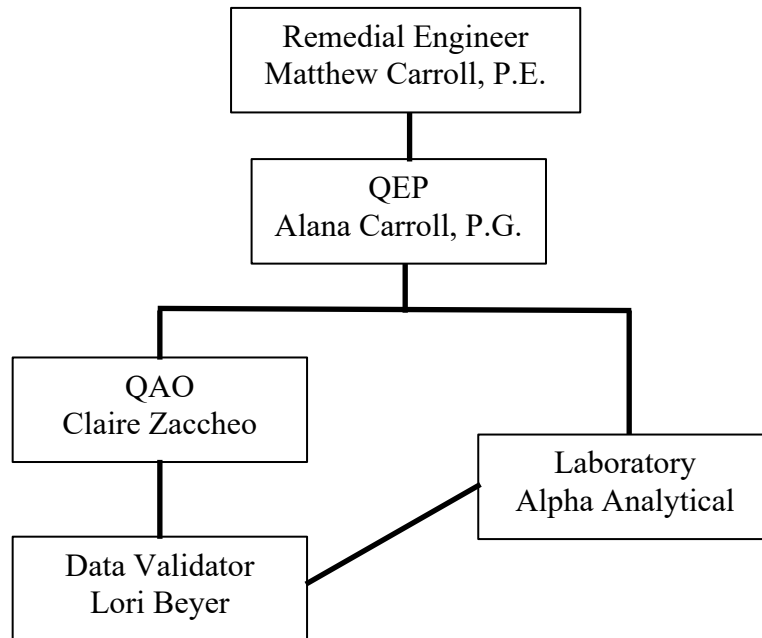 Remedial Engineer
Matthew Carroll, P.E.
QEP
Alana Carroll, P.G.
QAO
Claire Zaccheo
Laboratory
Alpha Analytical
Data Validator
Lori Beyer